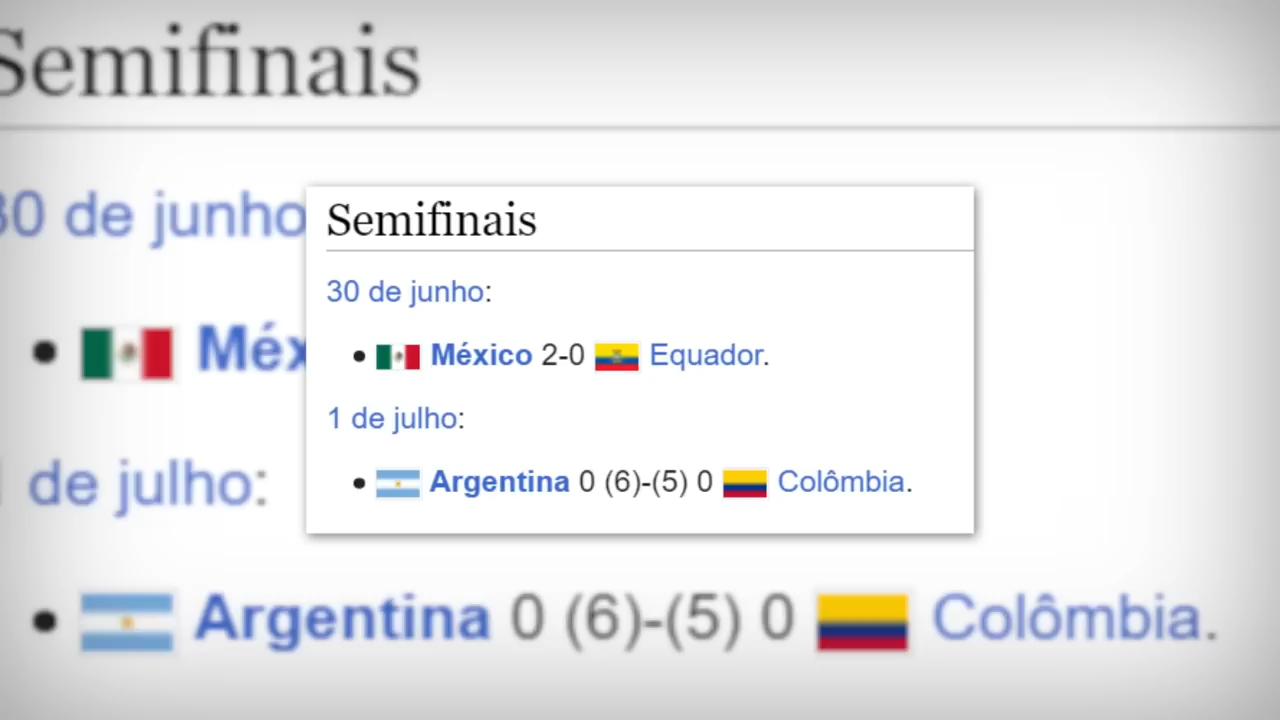 Semifinais
30 de junho:
México 2-0 Equador.
1 de julho:
Argentina 0 (6)-(5) 0 Colômbia.
Semifinais
30 de junho
Méx
de julho:
Argentina 0 (6)-(5) 0 Colômbia.